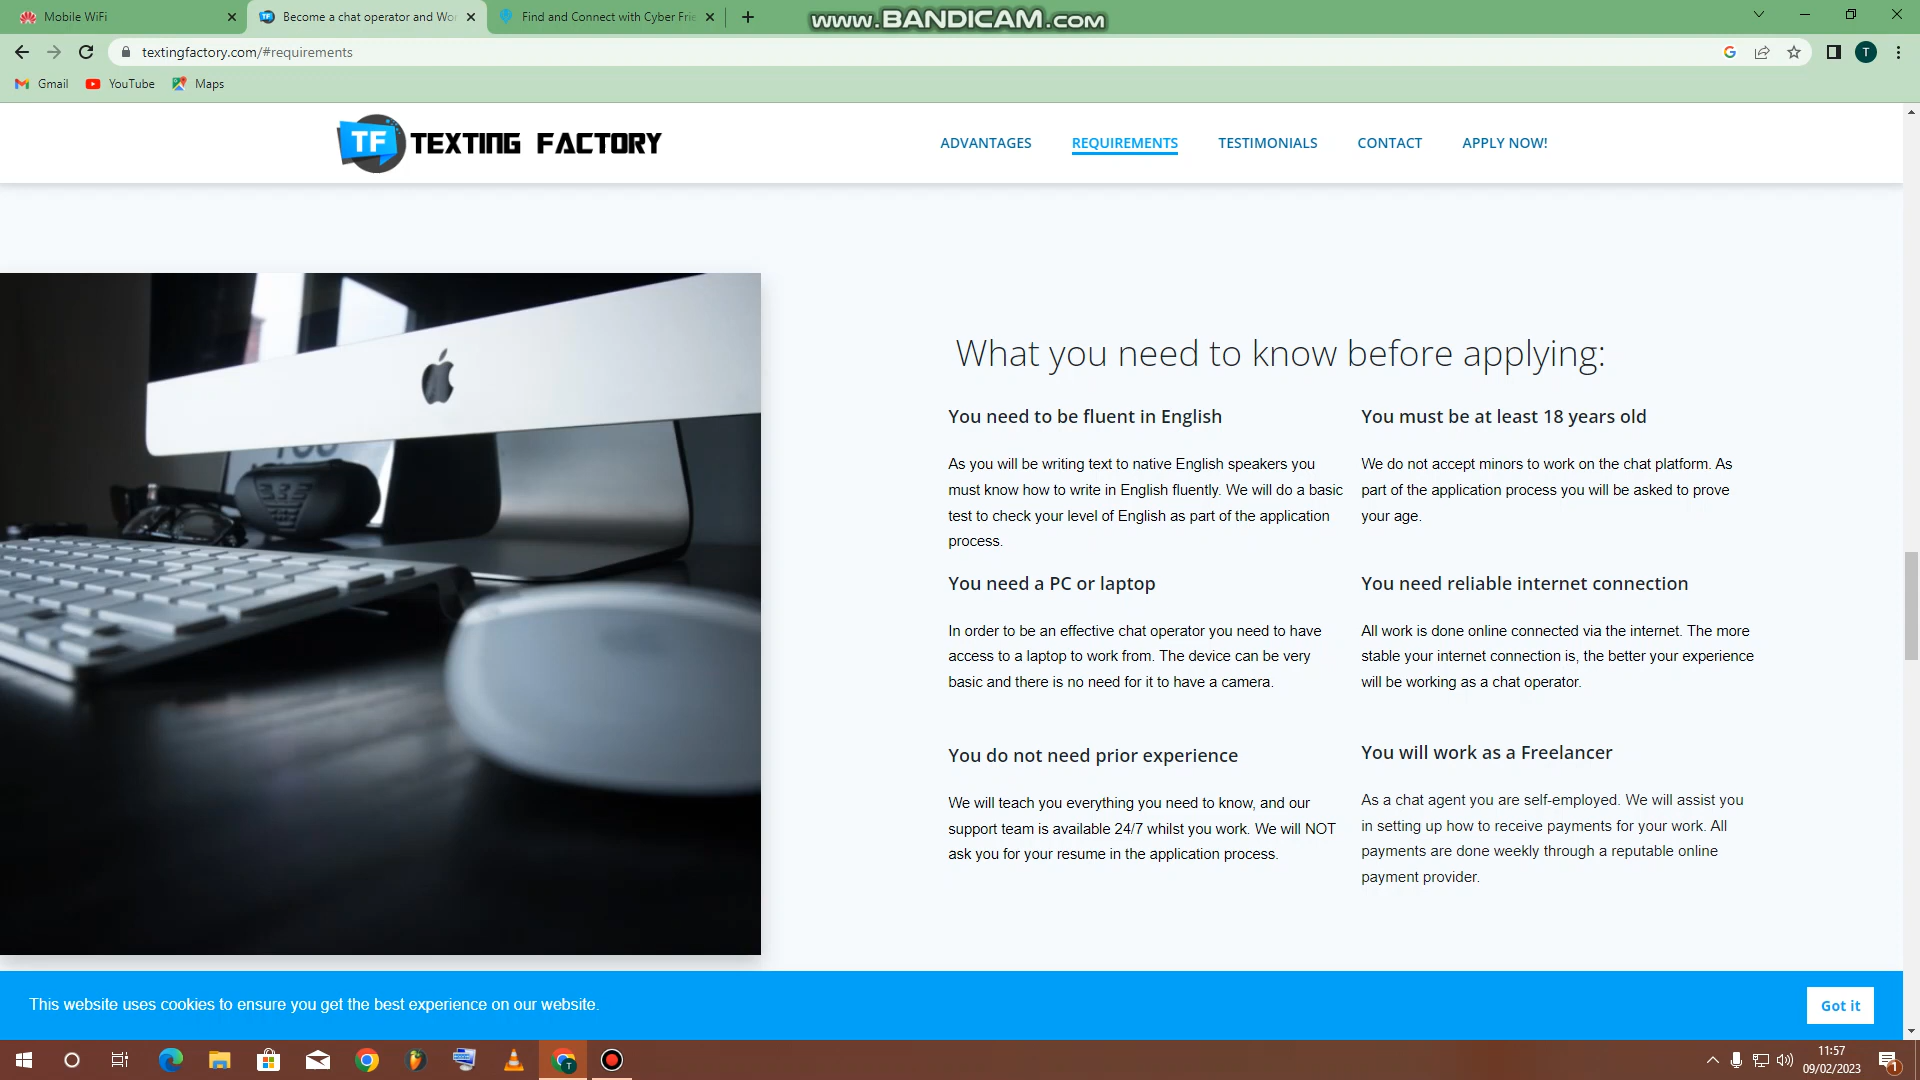 Mobile WiFi
Become a chat operator and Wor
Find and Connect with Cyber Frie
www.BANDICAM.com
textingfactory.com/#requirements
T
Gmail
YouTube
Maps
TF TEXTING FACTORY
ADVANTAGES
REQUIREMENTS
TESTIMONIALS
CONTACT
APPLY NOW!
What you need to know before applying:
You need to be fluent in English
As you will be writing text to native English speakers you
must know how to write in English fluently. We will do a basic
test to check your level of English as part of the application
process.
You must be at least 18 years old
We do not accept minors to work on the chat platform. As
part of the application process you will be asked to prove
your age.
You need a PC or laptop
In order to be an effective chat operator you need to have
access to a laptop to work from. The device can be very
basic and there is no need for it to have a camera.
You need reliable internet connection
All work is done online connected via the internet. The more
stable your internet connection is, the better your experience
will be working as a chat operator.
You do not need prior experience
We will teach you everything you need to know, and our
support team is available 24/7 whilst you work. We will NOT
ask you for your resume in the application process.
You will work as a Freelancer
As a chat agent you are self-employed. We will assist you
in setting up how to receive payments for your work. All
payments are done weekly through a reputable online
payment provider.
This website uses cookies to ensure you get the best experience on our website.
Got it
11:57
09/02/2023
1